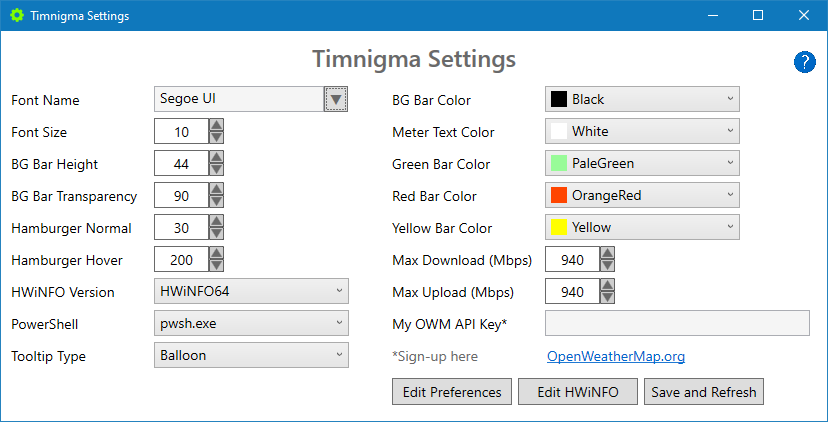 Timnigma Settings
Timnigma Settings
?
Font Name Segoe UI
Font Size 10
BG Bar Height 44
BG Bar Transparency 90
Hamburger Normal 30
Hamburger Hover 200
HWiNFO Version HWiNFO64
PowerShell pwsh.exe
Tooltip Type Balloon
BG Bar Color Black
Meter Text Color White
Green Bar Color PaleGreen
Red Bar Color OrangeRed
Yellow Bar Color Yellow
Max Download (Mbps) 940
Max Upload (Mbps) 940
My OWM API Key*
*Sign-up here OpenWeatherMap.org
Edit Preferences Edit HWiNFO Save and Refresh